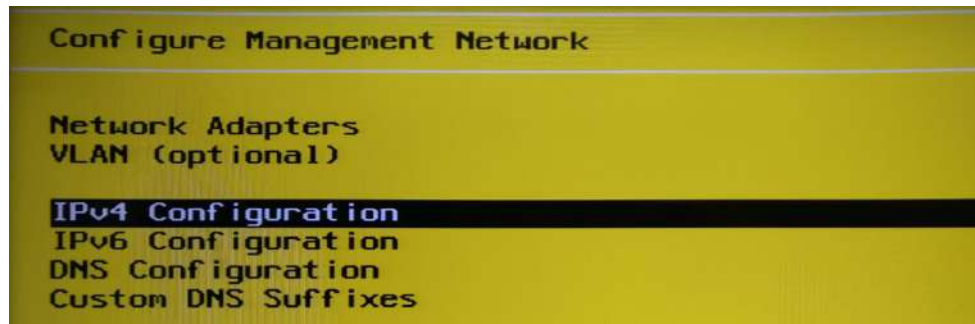 Configure Management Network
Network Adapters
VLAN (optional)
IPv4 Configuration
IPv6 Configuration
DNS Configuration
Custom DNS Suffixes